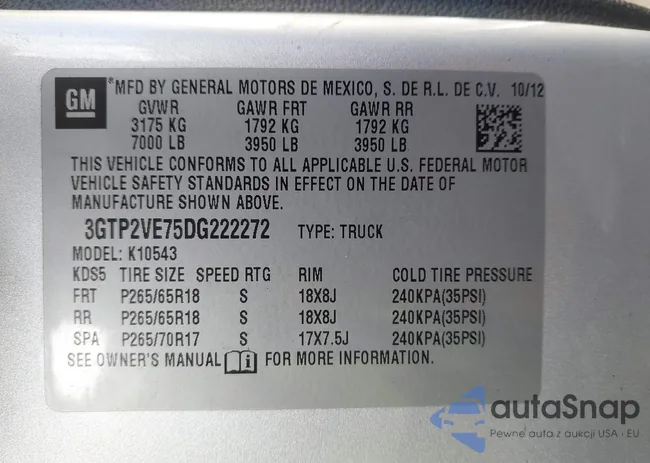 GM
*MFD BY GENERAL MOTORS DE MEXICO, S. DE R.L. DE C.V. 10/12
GVWR GAWR FRT GAWR RR
3175 KG 1792 KG 1792 KG
7000 LB 3950 LB 3950 LB
THIS VEHICLE CONFORMS TO ALL APPLICABLE U.S. FEDERAL MOTOR
VEHICLE SAFETY STANDARDS IN EFFECT ON THE DATE OF
MANUFACTURE SHOWN ABOVE.
3GTP2VE75DG222272 TYPE: TRUCK
MODEL: K10543
KDS5 TIRE SIZE SPEED RTG RIM COLD TIRE PRESSURE
FRT P265/65R18 S 18X8J 240KPA(35PSI)
RR P265/65R18 S 18X8J 240KPA(35PSI)
SPA P265/70R17 S 17X7.5J 240KPA(35PSI)
SEE OWNER'S MANUAL FOR MORE INFORMATION.
autaSnap
Pewne auta z aukcji USA - EU